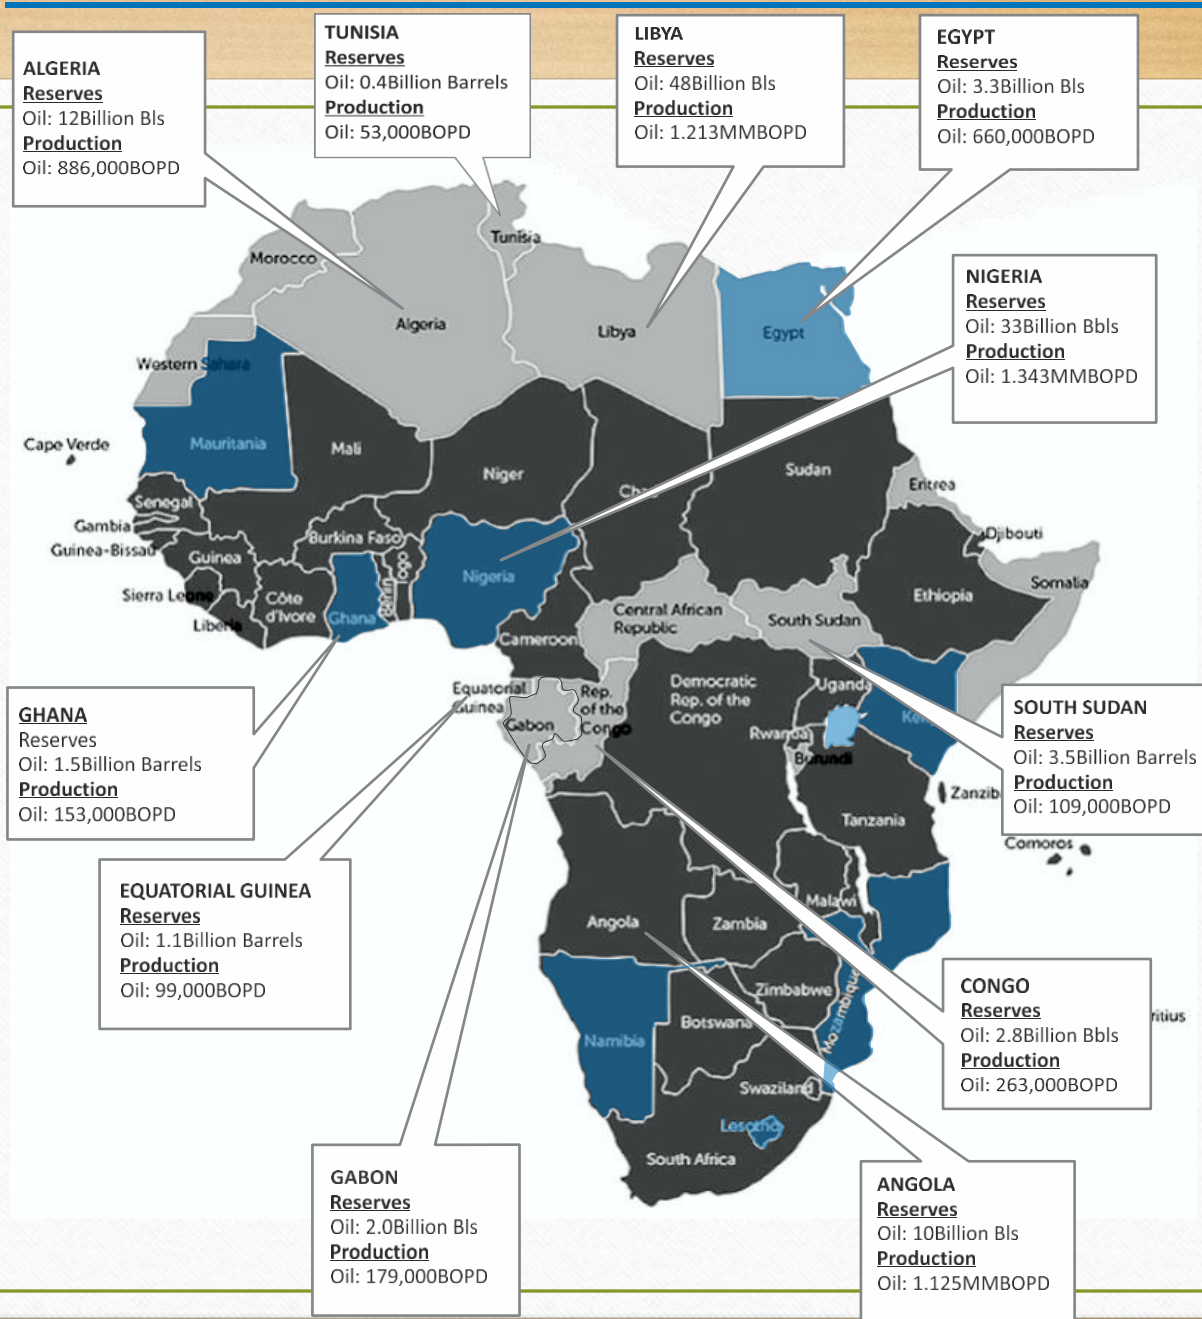 ALGERIA
Reserves
Oil: 12Billion Bls
Production
Oil: 886,000BOPD
TUNISIA
Reserves
Oil: 0.4Billion Barrels
Production
Oil: 53,000BOPD
LIBYA
Reserves
Oil: 48Billion Bls
Production
Oil: 1.213MMBOPD
EGYPT
Reserves
Oil: 3.3Billion Bls
Production
Oil: 660,000BOPD
NIGERIA
Reserves
Oil: 33Billion Bbls
Production
Oil: 1.343MMBOPD
Tunisia
Morocco
Algeria
Libya
Egypt
Western Sahara
Mauritania
Cape Verde
Mali
Niger
Sudan
Eritrea
Senegal
Gambia
Guinea-Bissau
Guinea
Burkina Faso
Djibouti
Sierra Leone
Liberia
Côte
d'Ivore
Ghana
Benin
Togo
Nigeria
Cameroon
Central African
Republic
South Sudan
Ethiopia
Somalia
Equatorial
Guinea
Gabon
Rep.
of the
Congo
Democratic
Rep. of the
Congo
Uganda
Rwanda
Burundi
Tanzania
Comoros
Angola
Zambia
Malawi
Zimbabwe
Mozambique
Namibia
Botswana
Swaziland
Lesotho
South Africa
GHANA
Reserves
Oil: 1.5Billion Barrels
Production
Oil: 153,000BOPD
SOUTH SUDAN
Reserves
Oil: 3.5Billion Barrels
Production
Oil: 109,000BOPD
EQUATORIAL GUINEA
Reserves
Oil: 1.1Billion Barrels
Production
Oil: 99,000BOPD
CONGO
Reserves
Oil: 2.8Billion Bbls
Production
Oil: 263,000BOPD
GABON
Reserves
Oil: 2.0Billion Bls
Production
Oil: 179,000BOPD
ANGOLA
Reserves
Oil: 10Billion Bls
Production
Oil: 1.125MMBOPD